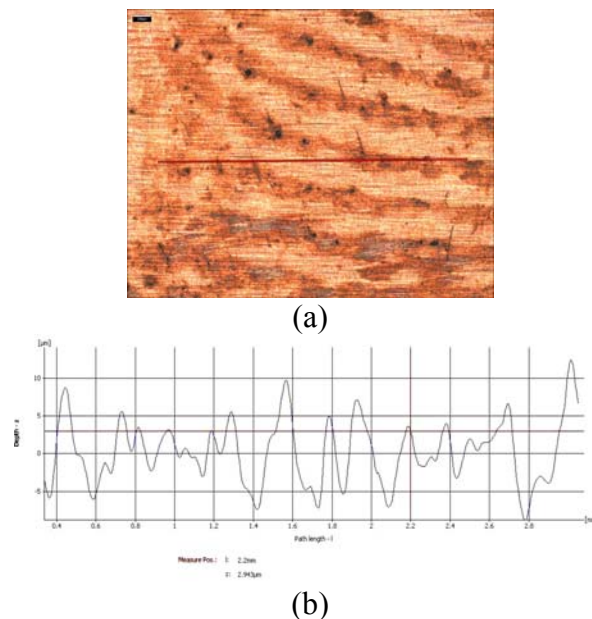 (a)
[µm]
10
5
0
-5
Depth - z
0.4 0.6 0.8 1 1.2 1.4 1.6 1.8 2 2.2 2.4 2.6 2.8
Path length - l
Measure Pos.: l: 2.2mm
z: 2.943µm
(b)